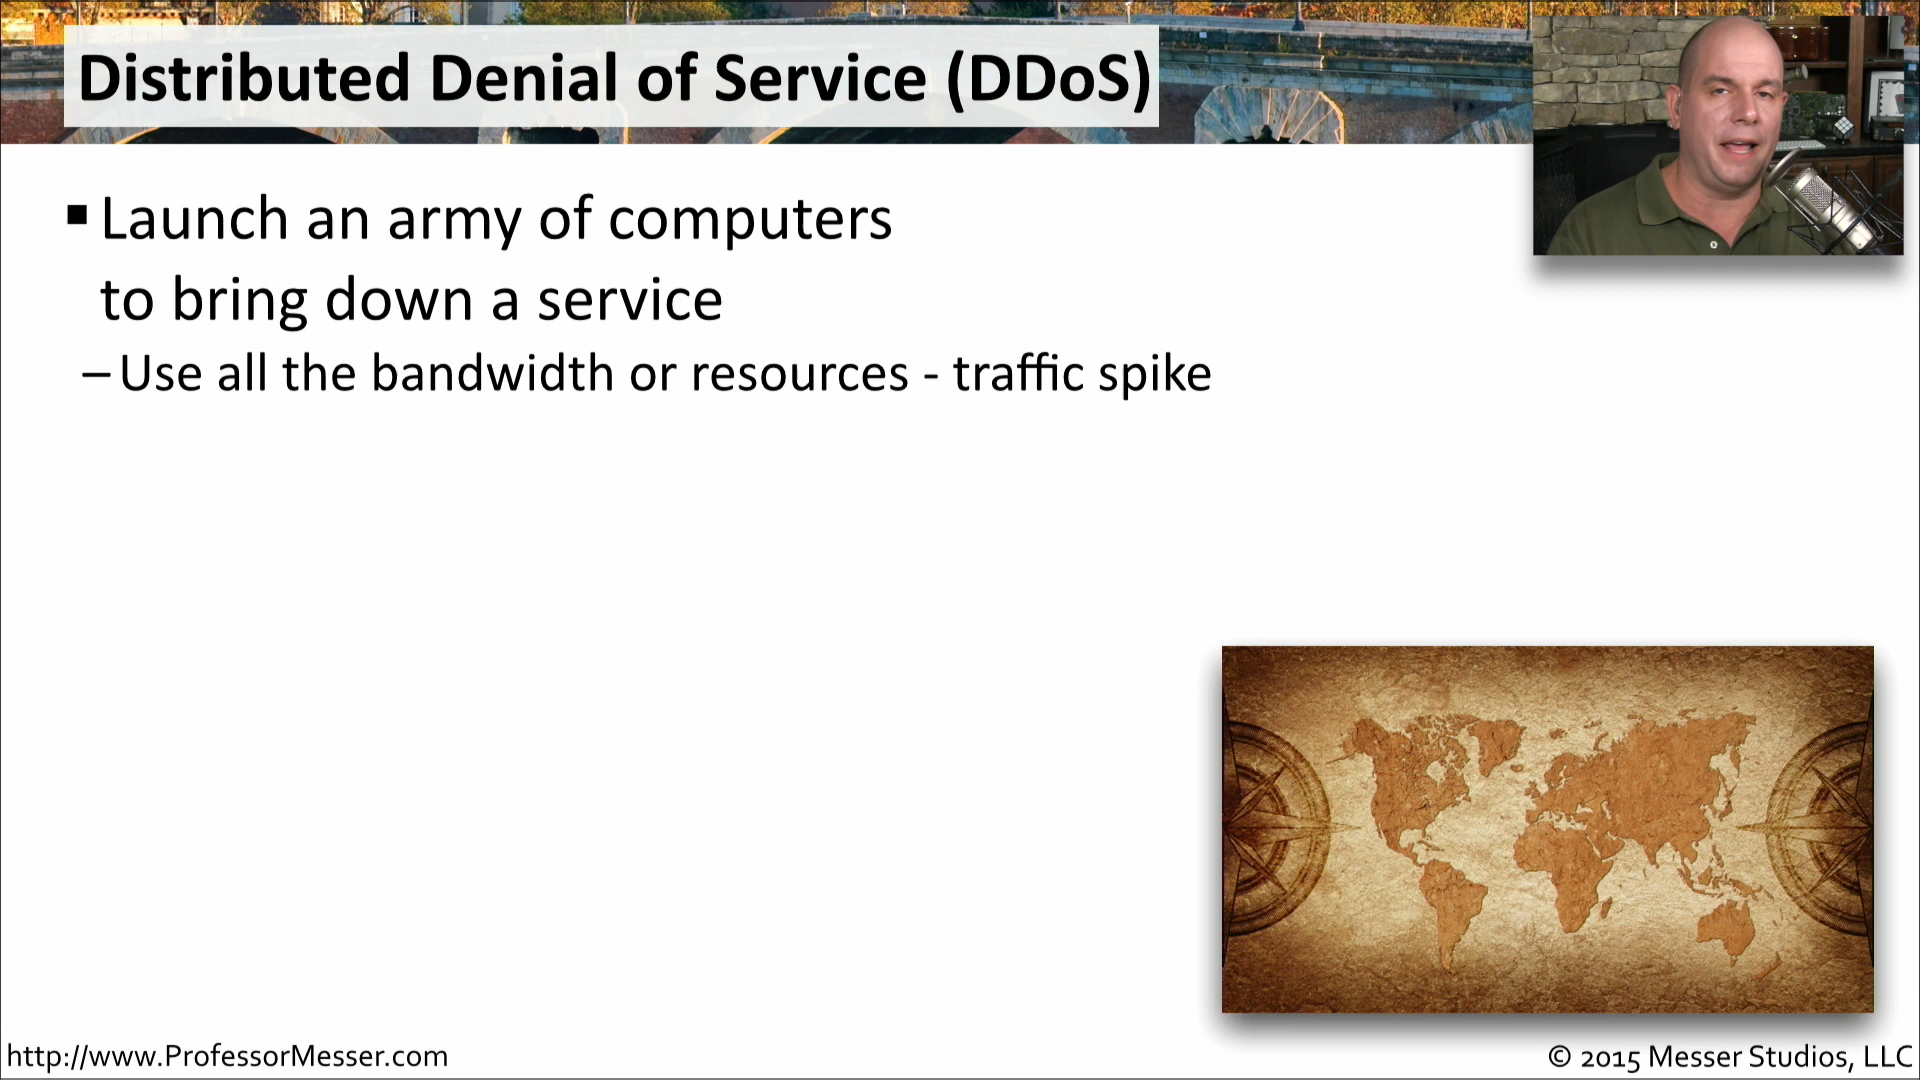 Distributed Denial of Service (DDoS)
▪ Launch an army of computers
to bring down a service
– Use all the bandwidth or resources - traffic spike
http://www.ProfessorMesser.com
© 2015 Messer Studios, LLC